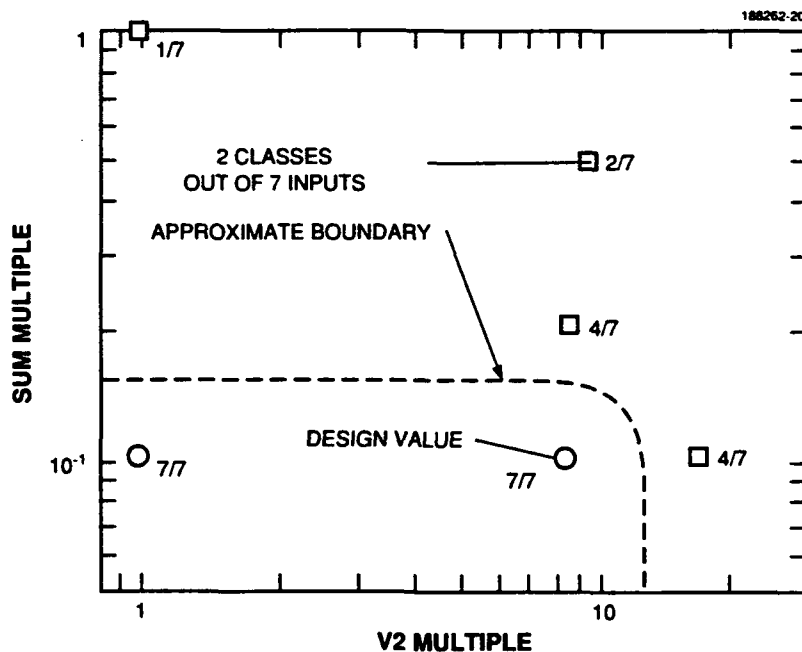 188262-20
1
1/7
2 CLASSES
OUT OF 7 INPUTS
2/7
APPROXIMATE BOUNDARY
SUM MULTIPLE
4/7
DESIGN VALUE
10⁻¹
7/7
7/7
4/7
1
10
V2 MULTIPLE